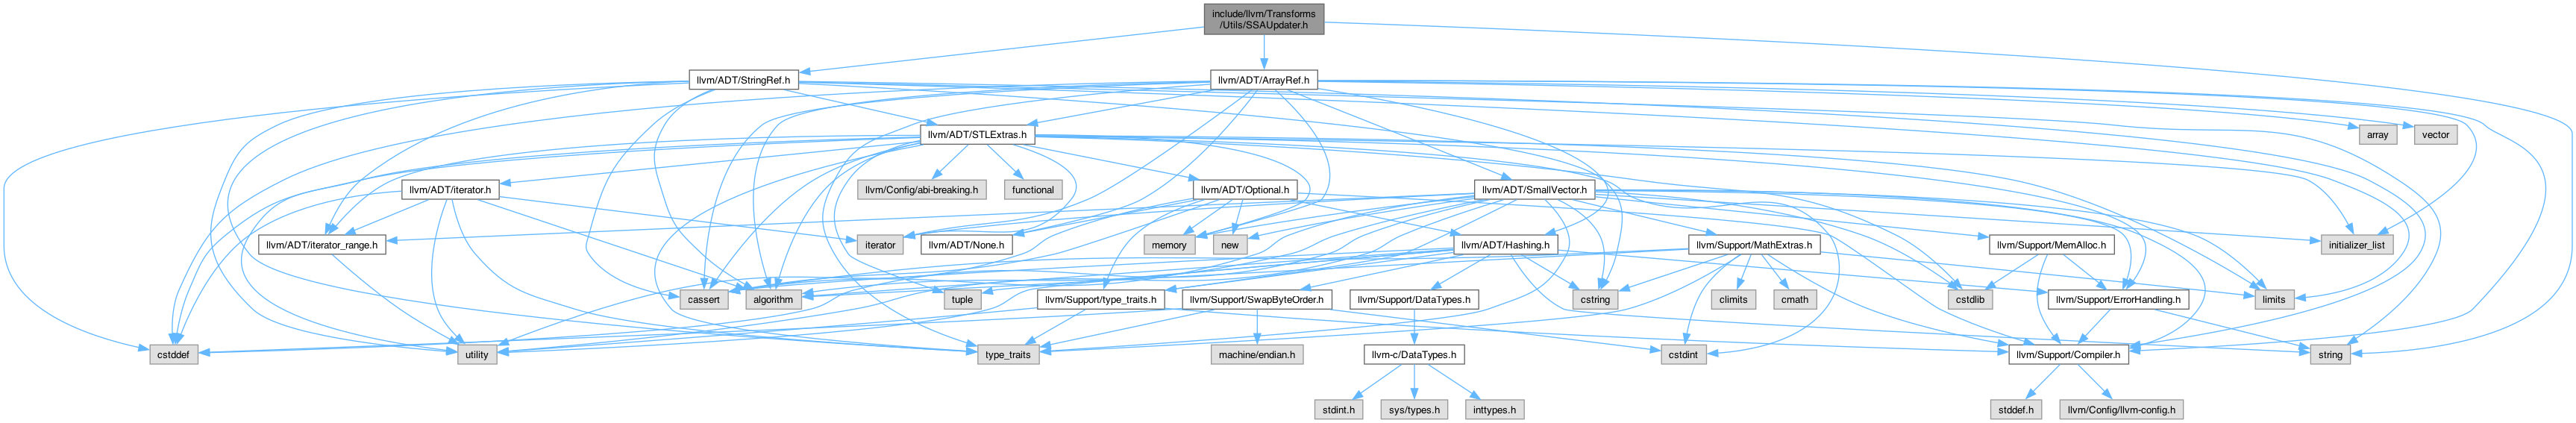 include/llvm/Transforms
/Utils/SSAUpdater.h
llvm/ADT/StringRef.h
llvm/ADT/ArrayRef.h
llvm/ADT/STLExtras.h
array
vector
llvm/ADT/iterator.h
llvm/Config/abi-breaking.h
functional
llvm/ADT/Optional.h
llvm/ADT/SmallVector.h
llvm/ADT/iterator_range.h
iterator
llvm/ADT/None.h
memory
new
llvm/ADT/Hashing.h
llvm/Support/MathExtras.h
llvm/Support/MemAlloc.h
initializer_list
cassert
algorithm
tuple
llvm/Support/type_traits.h
llvm/Support/SwapByteOrder.h
llvm/Support/DataTypes.h
cstring
climits
cmath
cstdlib
llvm/Support/ErrorHandling.h
limits
cstddef
utility
type_traits
machine/endian.h
llvm-c/DataTypes.h
cstdint
llvm/Support/Compiler.h
string
stdint.h
sys/types.h
inttypes.h
stddef.h
llvm/Config/llvm-config.h